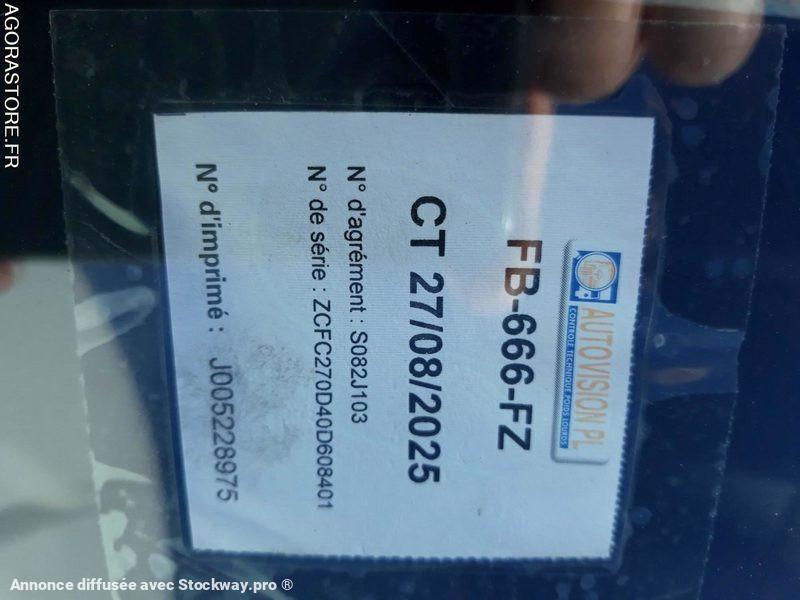 AUTOVISION PL
CONTROLE TECHNIQUE POIDS LOURDS
FB-666-FZ
CT 27/08/2025
N° d'agrément : S082J103
N° de série : ZCFC270D40D608401
N° d'imprimé : J005228975
AGORASTORE.FR
Annonce diffusée avec Stockway.pro ®